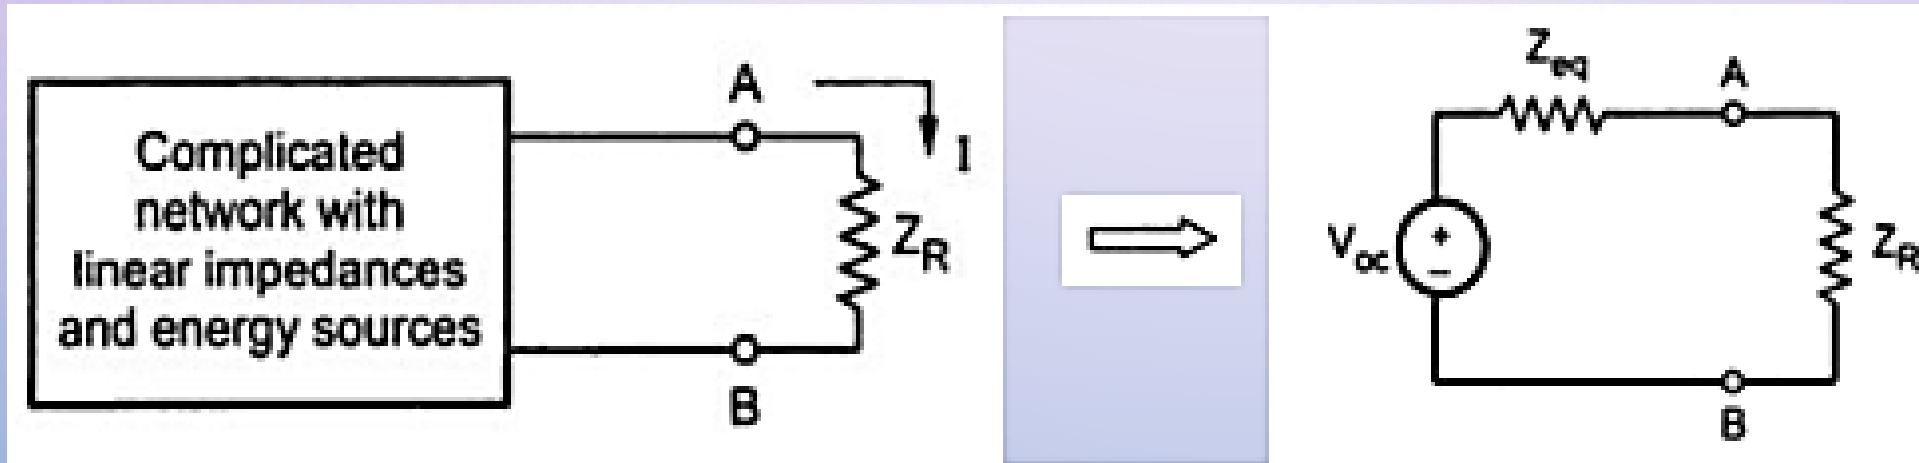 Complicated
network with
linear impedances
and energy sources
A
I
Z_R
B
Z_eq
A
V_oc
+
−
Z_R
B